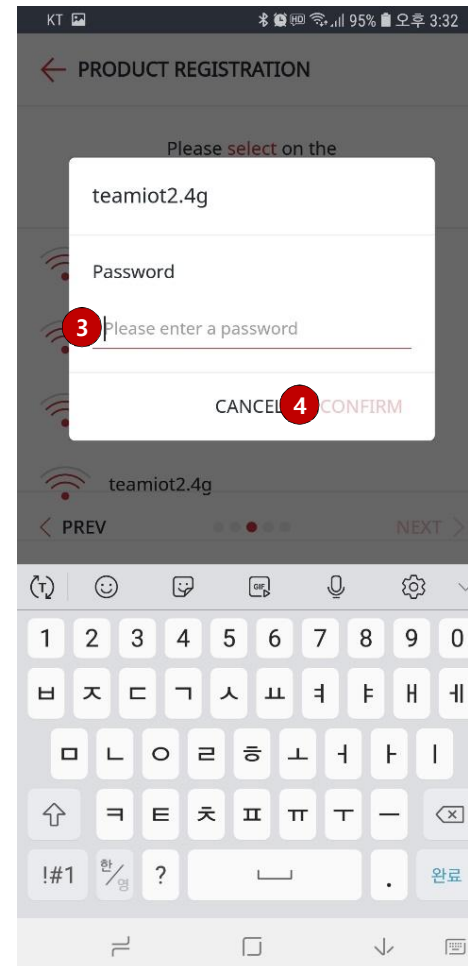 KT 95% 오후 3:32
PRODUCT REGISTRATION
Please select on the
teamiot2.4g
Password
3 Please enter a password
CANCEL 4 CONFIRM
teamiot2.4g
PREV NEXT
T GIF
1 2 3 4 5 6 7 8 9 0
ㅂ ㅈ ㄷ ㄱ ㅅ ㅛ ㅕ ㅑ ㅐ ㅔ
ㅁ ㄴ ㅇ ㄹ ㅎ ㅗ ㅓ ㅏ ㅣ
ㅋ ㅌ ㅊ ㅍ ㅠ ㅜ ㅡ
!#1 한/영 ? . 완료